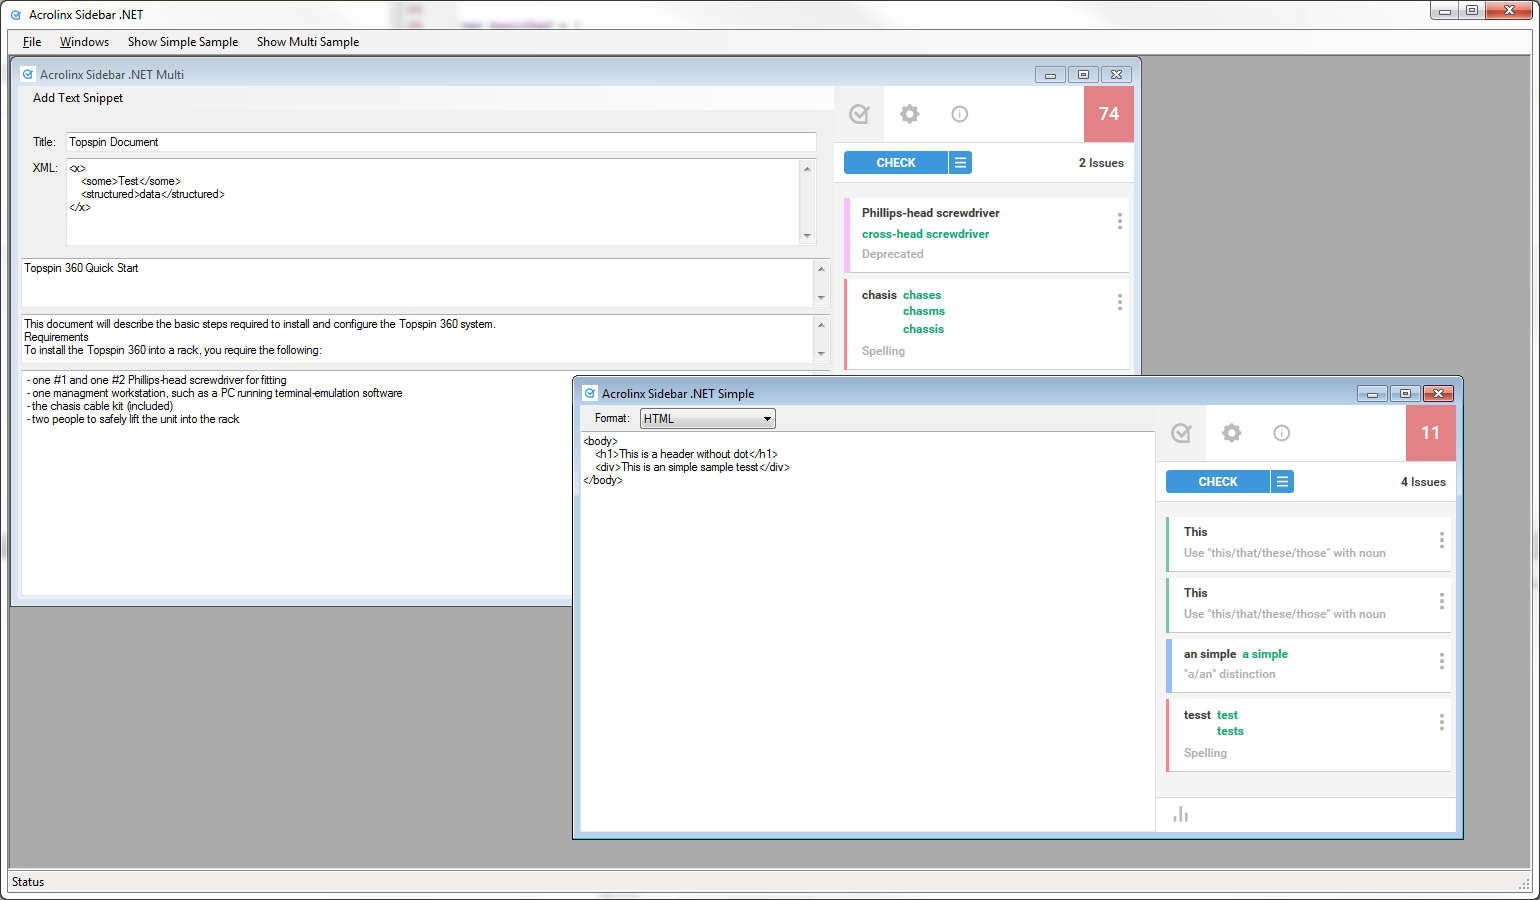 Acrolinx Sidebar .NET
File Windows Show Simple Sample Show Multi Sample
Acrolinx Sidebar .NET Multi
Add Text Snippet
Title: Topspin Document
XML: <x>
<some>Test</some>
<structured>data</structured>
</x>
Topspin 360 Quick Start
This document will describe the basic steps required to install and configure the Topspin 360 system.
Requirements
To install the Topspin 360 into a rack, you require the following:
- one #1 and one #2 Phillips-head screwdriver for fitting
- one managment workstation, such as a PC running terminal-emulation software
- the chasis cable kit (included)
- two people to safely lift the unit into the rack
74
CHECK
2 Issues
Phillips-head screwdriver
cross-head screwdriver
Deprecated
chasis chases
chasms
chassis
Spelling
Acrolinx Sidebar .NET Simple
Format: HTML
<body>
<h1>This is a header without dot</h1>
<div>This is an simple sample tesst</div>
</body>
11
CHECK
4 Issues
This
Use "this/that/these/those" with noun
This
Use "this/that/these/those" with noun
an simple a simple
"a/an" distinction
tesst test
tests
Spelling
Status